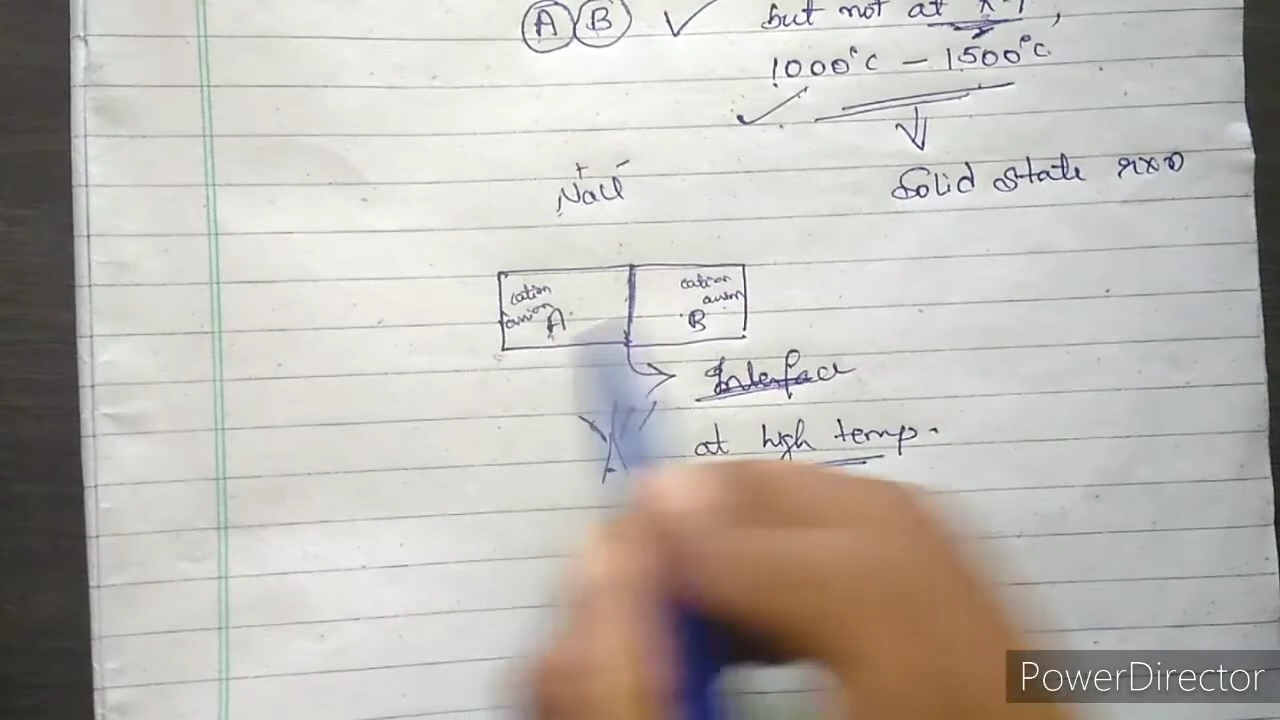 A B ✓ but not at R.T,
1000°C – 1500°C
Solid state rxn
+ –
NaCl
cation
anion A
cation
anion
B
Interface
at high temp.
PowerDirector